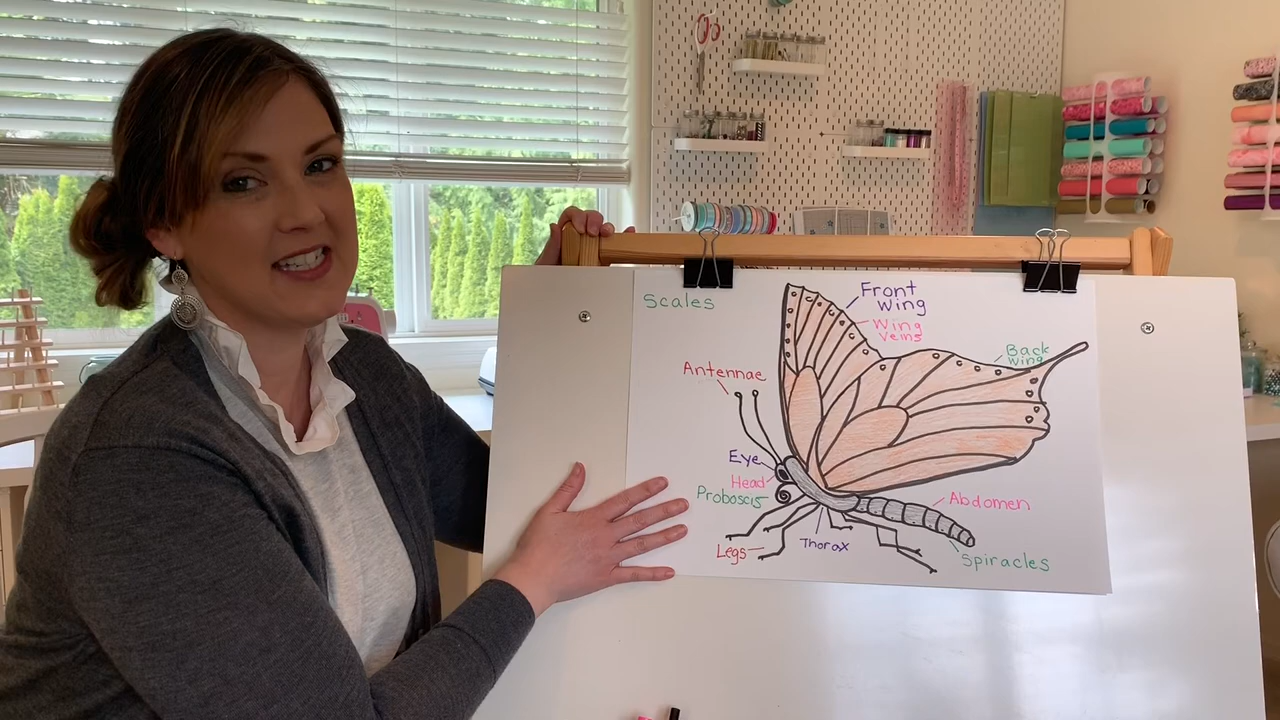 Scales
Front
wing
Wing
Veins
Back
wing
Antennae
Eye
Head
Proboscis
Abdomen
Legs
Thorax
Spiracles